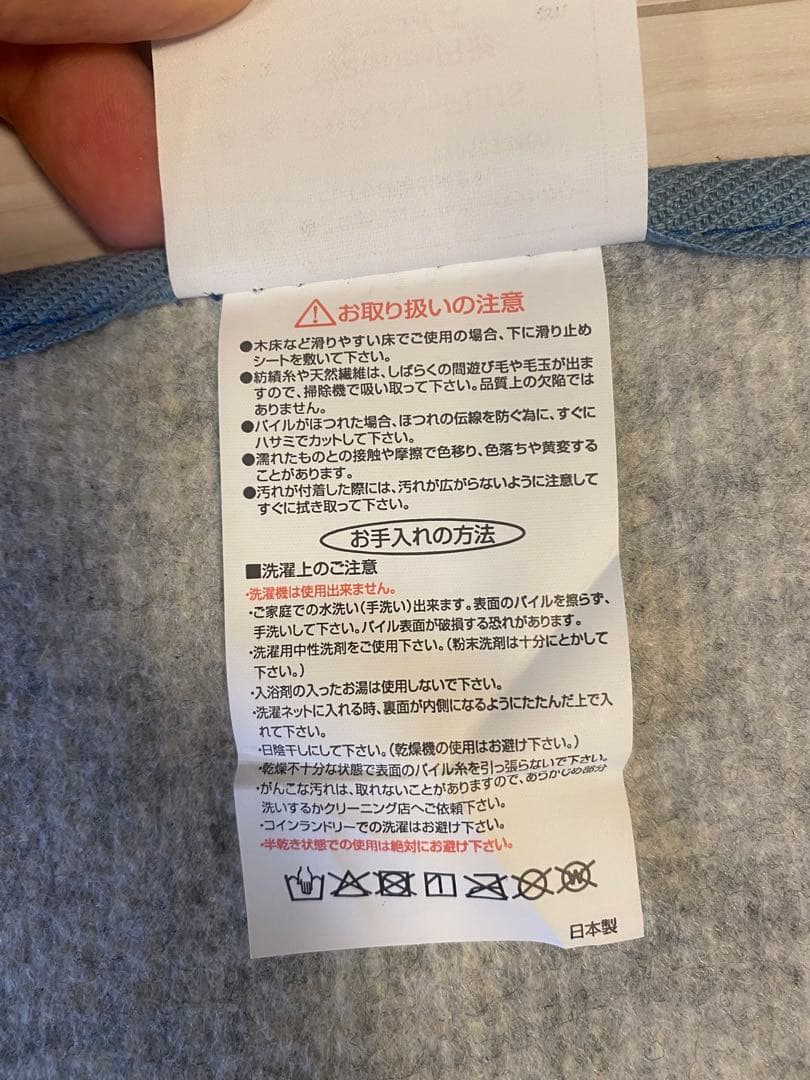 お取り扱いの注意
●木床など滑りやすい床でご使用の場合、下に滑り止め
シートを敷いて下さい。
●紡績糸や天然繊維は、しばらくの間遊び毛や毛玉が出ま
すので、掃除機で吸い取って下さい。品質上の欠陥では
ありません。
●パイルがほつれた場合、ほつれの伝線を防ぐ為に、すぐに
ハサミでカットして下さい。
●濡れたものとの接触や摩擦で色移り、色落ちや黄変する
ことがあります。
●汚れが付着した際には、汚れが広がらないように注意して
すぐに拭き取って下さい。
お手入れの方法
■洗濯上のご注意
・洗濯機は使用出来ません。
・ご家庭での水洗い(手洗い)出来ます。表面のパイルを擦らず、
手洗いして下さい。パイル表面が破損する恐れがあります。
・洗濯用中性洗剤をご使用下さい。(粉末洗剤は十分にとかして
下さい。)
・入浴剤の入ったお湯は使用しないで下さい。
・洗濯ネットに入れる時、裏面が内側になるようにたたんだ上で入
れて下さい。
・日陰干しにして下さい。(乾燥機の使用はお避け下さい。)
・乾燥不十分な状態で表面のパイル糸を引っ張らないで下さい。
・がんこな汚れは、取れないことがありますので、あらかじめ部分
洗いするかクリーニング店へご依頼下さい。
・コインランドリーでの洗濯はお避け下さい。
・半乾き状態での使用は絶対にお避け下さい。
日本製